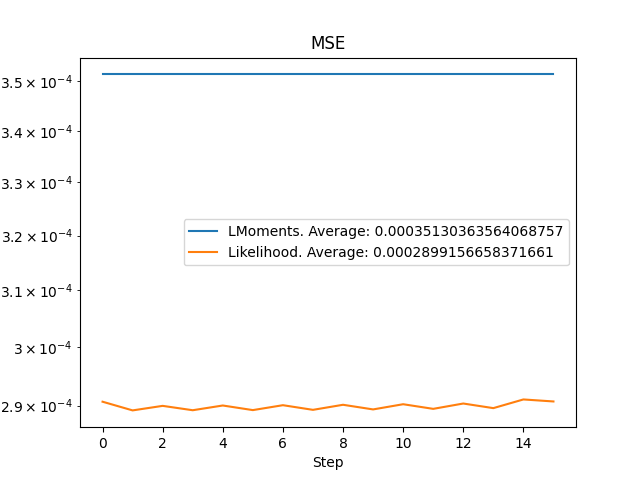 MSE
3.5 × 10⁻⁴
3.4 × 10⁻⁴
3.3 × 10⁻⁴
3.2 × 10⁻⁴
3.1 × 10⁻⁴
3 × 10⁻⁴
2.9 × 10⁻⁴
LMoments. Average: 0.00035130363564068757
Likelihood. Average: 0.0002899156658371661
0 2 4 6 8 10 12 14
Step